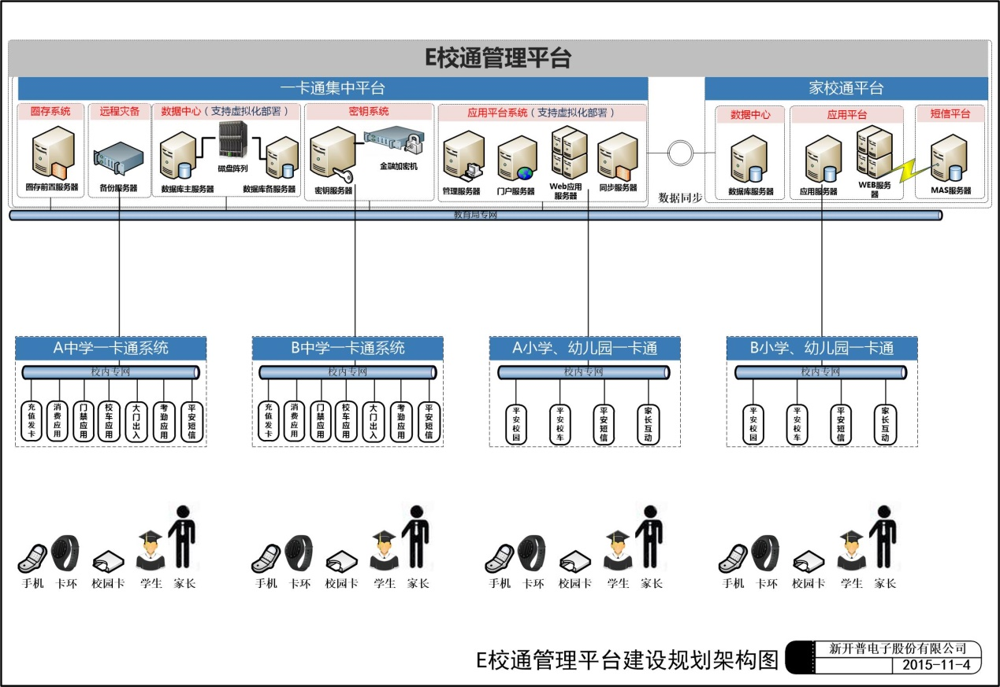 E校通管理平台
一卡通集中平台
家校通平台
圈存系统
远程灾备
数据中心（支持虚拟化部署）
密钥系统
应用平台系统（支持虚拟化部署）
数据中心
应用平台
短信平台
圈存前置服务器
备份服务器
数据库主服务器
磁盘阵列
数据库备服务器
密钥服务器
金融加密机
管理服务器
门户服务器
Web应用
服务器
同步服务器
数据同步
数据库服务器
应用服务器
WEB服务
器
MAS服务器
教育局专网
A中学一卡通系统
校内专网
充值发卡
消费应用
门禁应用
校车应用
大门出入
考勤应用
平安短信
B中学一卡通系统
校内专网
充值发卡
消费应用
门禁应用
校车应用
大门出入
考勤应用
平安短信
A小学、幼儿园一卡通
校内专网
平安校园
平安校车
平安短信
家长互动
B小学、幼儿园一卡通
校内专网
平安校园
平安校车
平安短信
家长互动
手机 卡环 校园卡 学生 家长
手机 卡环 校园卡 学生 家长
手机 卡环 校园卡 学生 家长
手机 卡环 校园卡 学生 家长
E校通管理平台建设规划架构图
新开普电子股份有限公司
2015-11-4